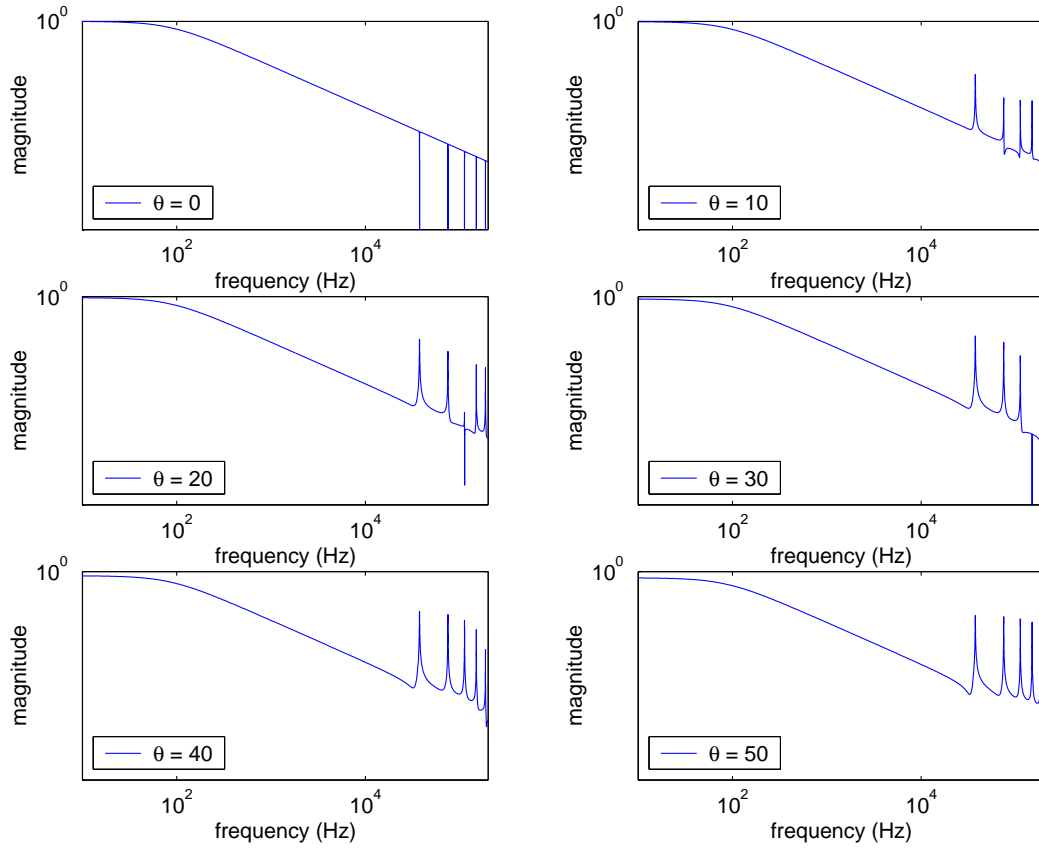 10^0
magnitude
θ = 0
10^2
10^4
frequency (Hz)
10^0
magnitude
θ = 10
10^2
10^4
frequency (Hz)
10^0
magnitude
θ = 20
10^2
10^4
frequency (Hz)
10^0
magnitude
θ = 30
10^2
10^4
frequency (Hz)
10^0
magnitude
θ = 40
10^2
10^4
frequency (Hz)
10^0
magnitude
θ = 50
10^2
10^4
frequency (Hz)